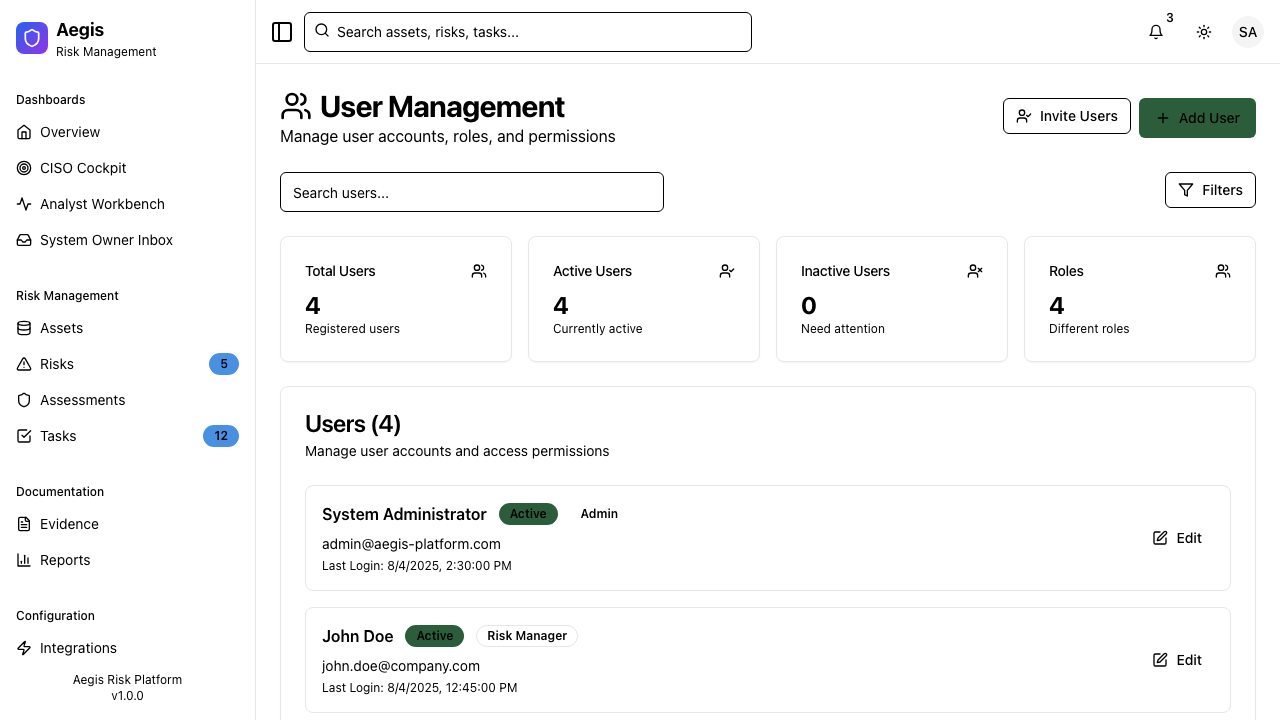 Aegis
Risk Management
Dashboards
Overview
CISO Cockpit
Analyst Workbench
System Owner Inbox
Risk Management
Assets
Risks 5
Assessments
Tasks 12
Documentation
Evidence
Reports
Configuration
Integrations
Aegis Risk Platform
v1.0.0
Search assets, risks, tasks...
3
SA
User Management
Manage user accounts, roles, and permissions
Invite Users
Add User
Search users...
Filters
Total Users
4
Registered users
Active Users
4
Currently active
Inactive Users
0
Need attention
Roles
4
Different roles
Users (4)
Manage user accounts and access permissions
System Administrator Active Admin
admin@aegis-platform.com
Last Login: 8/4/2025, 2:30:00 PM
Edit
John Doe Active Risk Manager
john.doe@company.com
Last Login: 8/4/2025, 12:45:00 PM
Edit